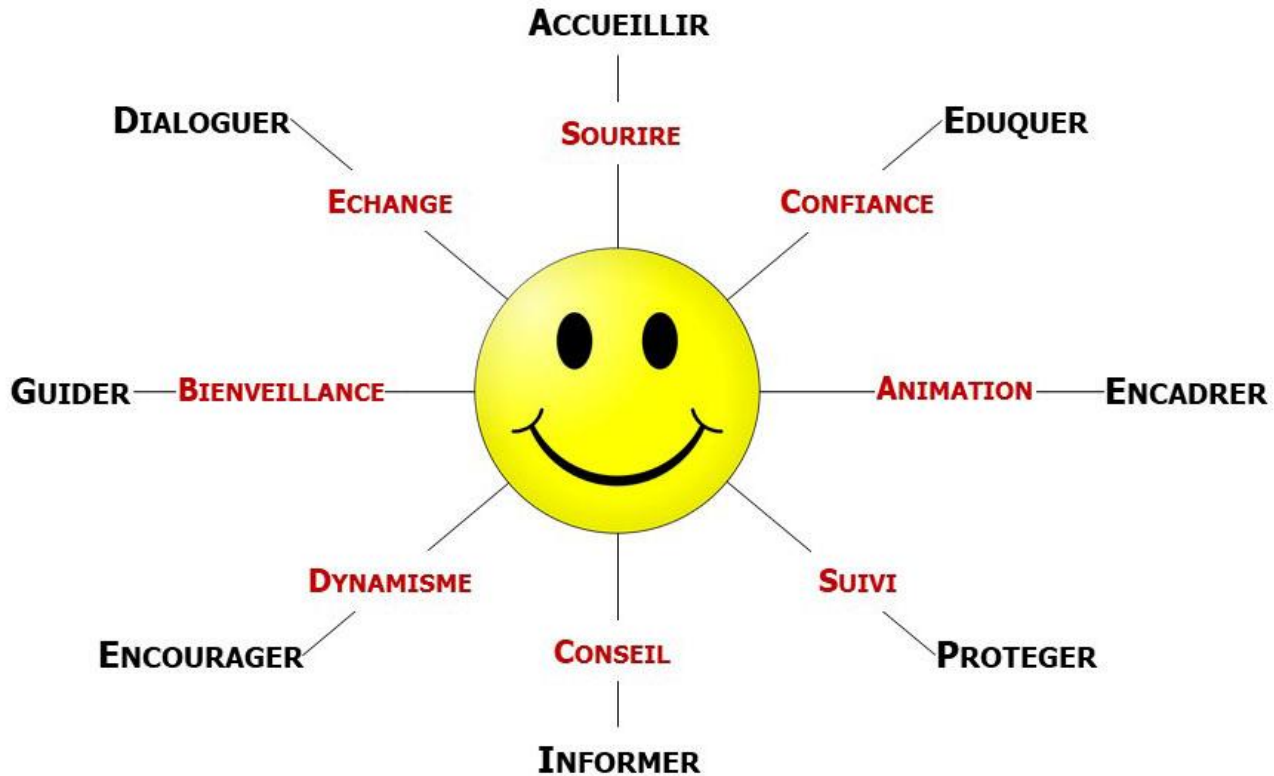 ACCUEILLIR
DIALOGUER
SOURIRE
EDUQUER
ECHANGE
CONFIANCE
GUIDER
BIENVEILLANCE
ANIMATION
ENCADRER
DYNAMISME
SUIVI
ENCOURAGER
CONSEIL
PROTEGER
INFORMER